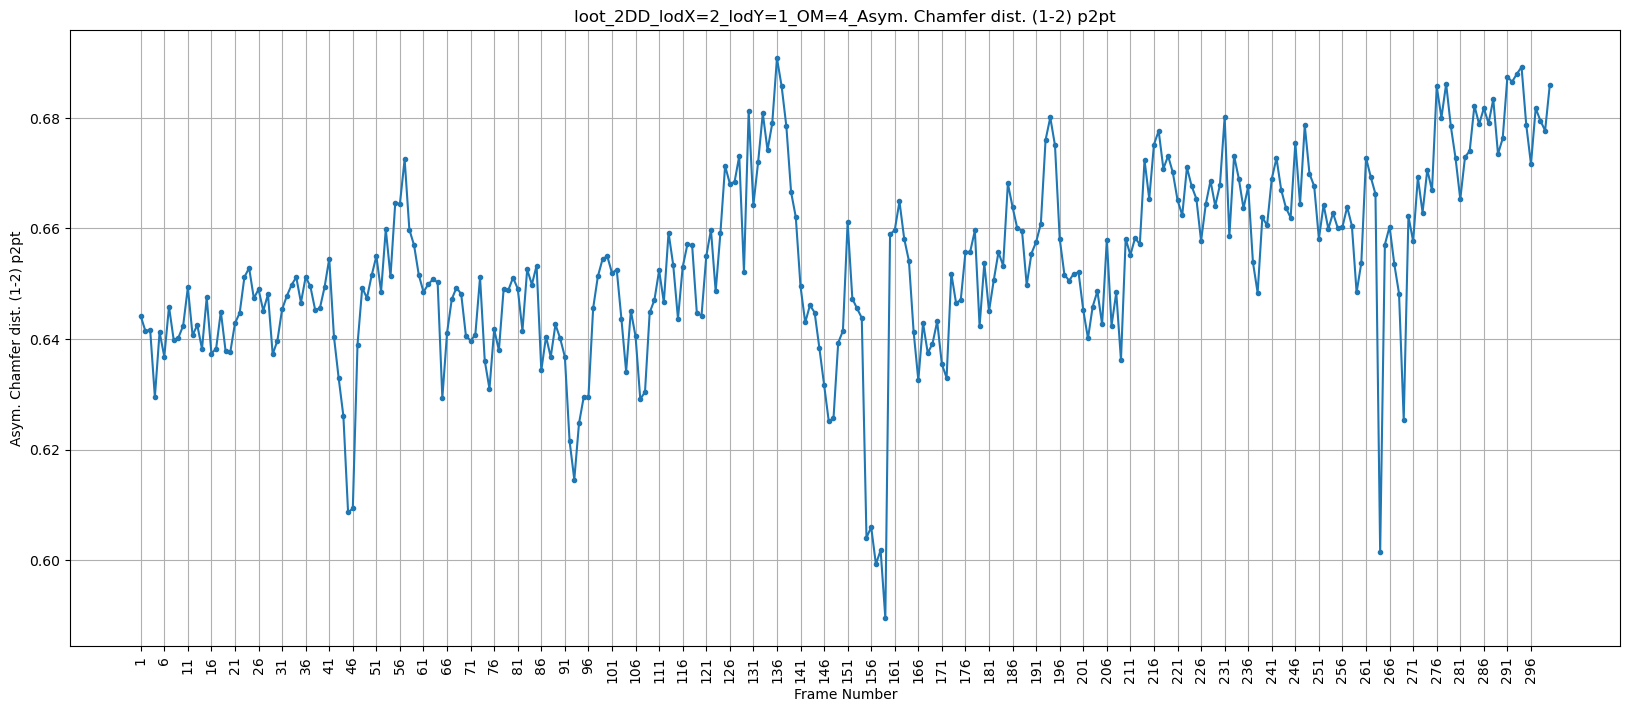 loot_2DD_lodX=2_lodY=1_OM=4_Asym. Chamfer dist. (1-2) p2pt
Asym. Chamfer dist. (1-2) p2pt
0.68
0.66
0.64
0.62
0.60
1 6 11 16 21 26 31 36 41 46 51 56 61 66 71 76 81 86 91 96 101 106 111 116 121 126 131 136 141 146 151 156 161 166 171 176 181 186 191 196 201 206 211 216 221 226 231 236 241 246 251 256 261 266 271 276 281 286 291 296
Frame Number